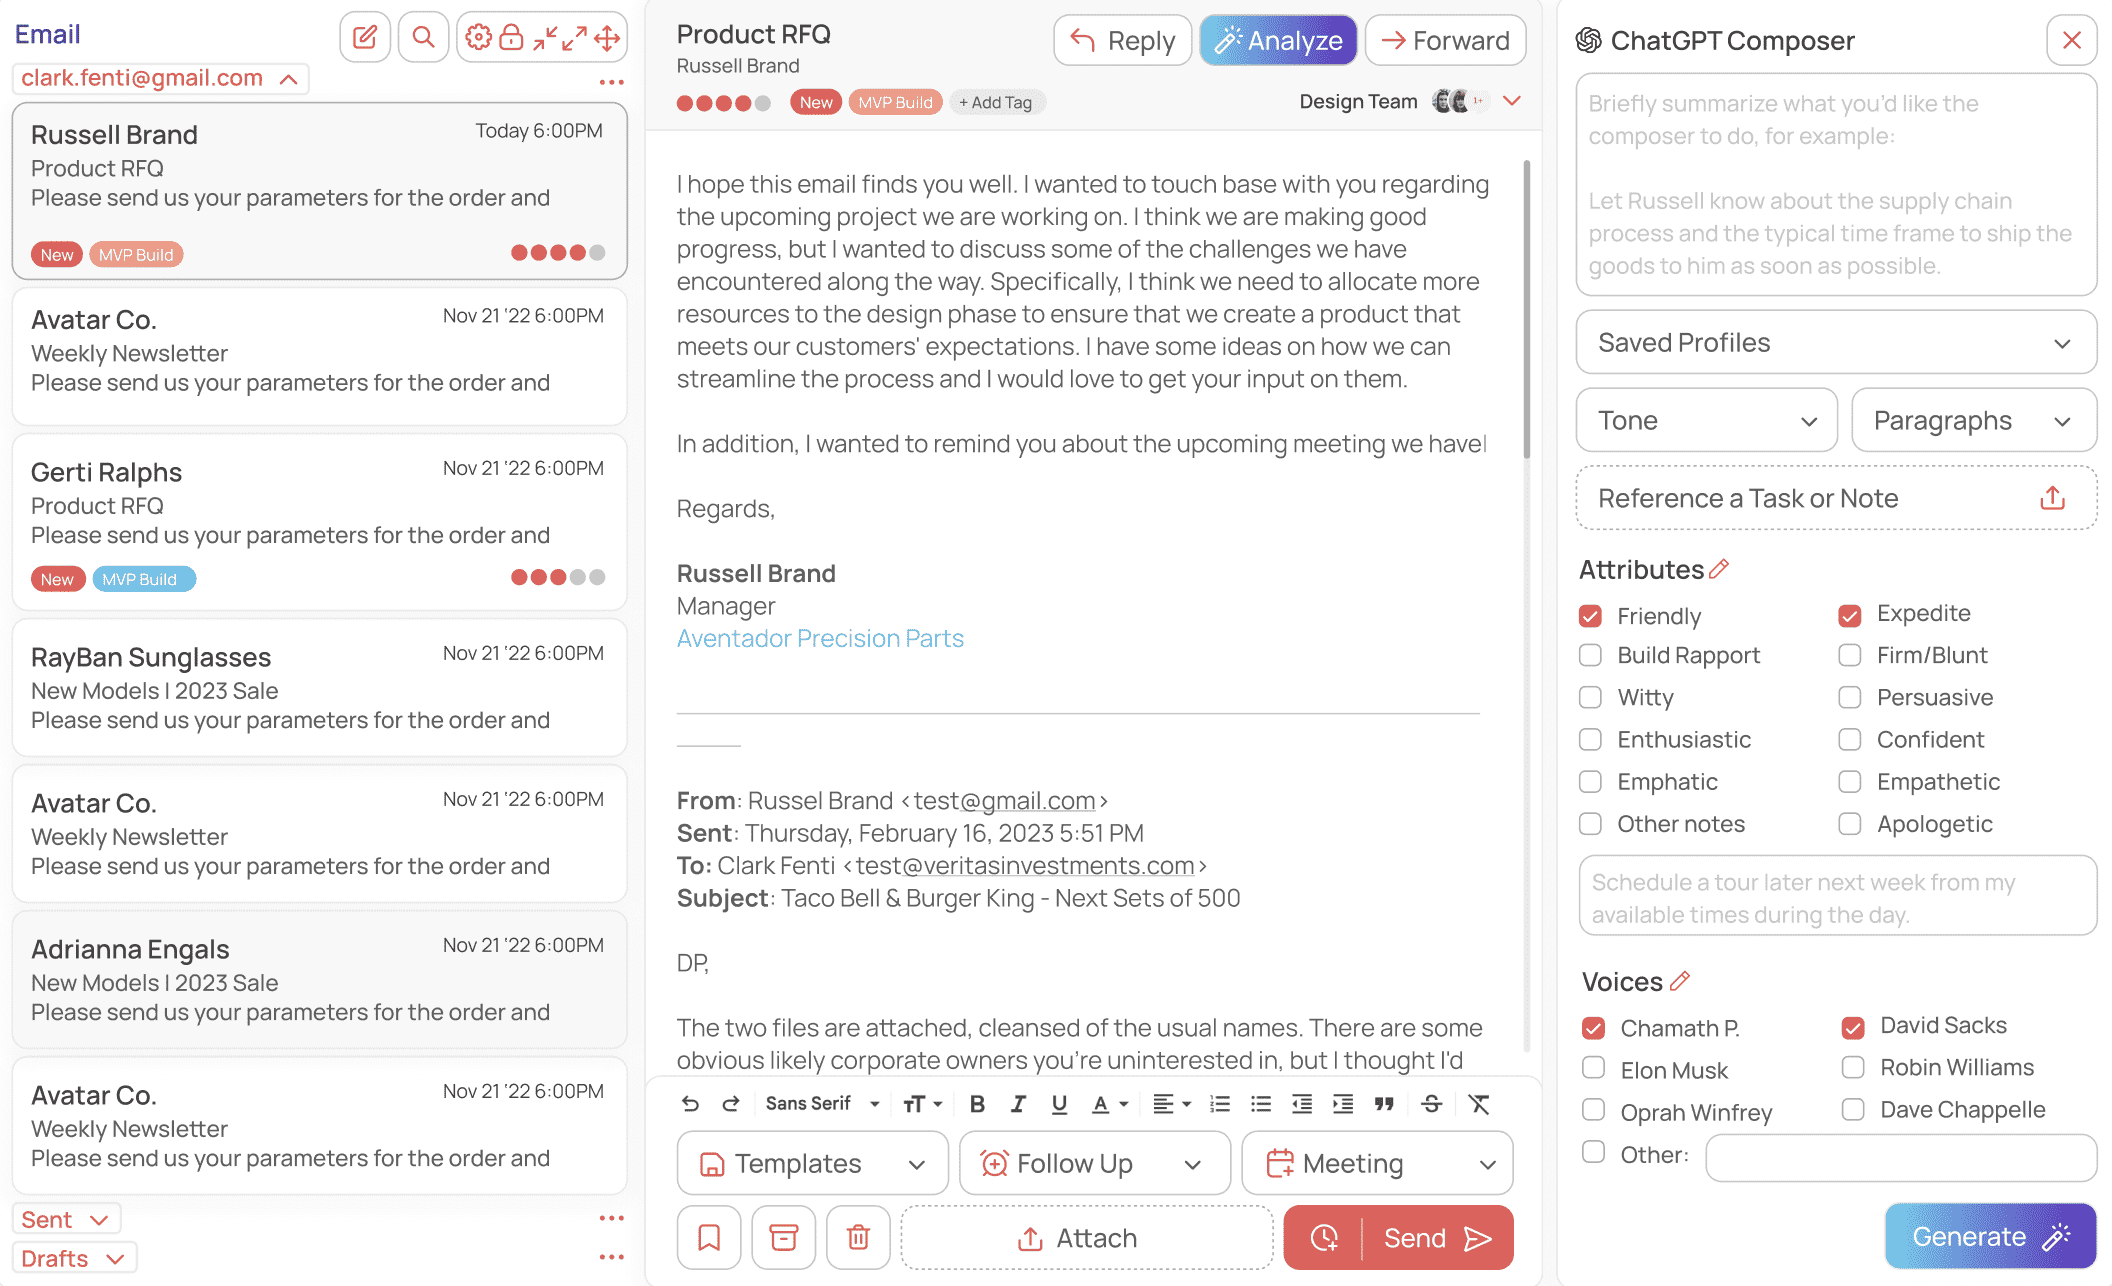 Email
clark.fenti@gmail.com
Russell Brand
Today 6:00PM
Product RFQ
Please send us your parameters for the order and
New
MVP Build
Avatar Co.
Nov 21 '22 6:00PM
Weekly Newsletter
Please send us your parameters for the order and
Gerti Ralphs
Nov 21 '22 6:00PM
Product RFQ
Please send us your parameters for the order and
New
MVP Build
RayBan Sunglasses
Nov 21 '22 6:00PM
New Models | 2023 Sale
Please send us your parameters for the order and
Avatar Co.
Nov 21 '22 6:00PM
Weekly Newsletter
Please send us your parameters for the order and
Adrianna Engals
Nov 21 '22 6:00PM
New Models | 2023 Sale
Please send us your parameters for the order and
Avatar Co.
Nov 21 '22 6:00PM
Weekly Newsletter
Please send us your parameters for the order and
Sent
Drafts
Product RFQ
Russell Brand
Reply
Analyze
Forward
New
MVP Build
+ Add Tag
Design Team
1+
I hope this email finds you well. I wanted to touch base with you regarding
the upcoming project we are working on. I think we are making good
progress, but I wanted to discuss some of the challenges we have
encountered along the way. Specifically, I think we need to allocate more
resources to the design phase to ensure that we create a product that
meets our customers' expectations. I have some ideas on how we can
streamline the process and I would love to get your input on them.
In addition, I wanted to remind you about the upcoming meeting we have|
Regards,
Russell Brand
Manager
Aventador Precision Parts
From: Russel Brand <test@gmail.com>
Sent: Thursday, February 16, 2023 5:51 PM
To: Clark Fenti <test@veritasinvestments.com>
Subject: Taco Bell & Burger King - Next Sets of 500
DP,
The two files are attached, cleansed of the usual names. There are some
obvious likely corporate owners you're uninterested in, but I thought I'd
Sans Serif
Templates
Follow Up
Meeting
Attach
Send
ChatGPT Composer
Briefly summarize what you'd like the
composer to do, for example:
Let Russell know about the supply chain
process and the typical time frame to ship the
goods to him as soon as possible.
Saved Profiles
Tone
Paragraphs
Reference a Task or Note
Attributes
Friendly
Expedite
Build Rapport
Firm/Blunt
Witty
Persuasive
Enthusiastic
Confident
Emphatic
Empathetic
Other notes
Apologetic
Schedule a tour later next week from my
available times during the day.
Voices
Chamath P.
David Sacks
Elon Musk
Robin Williams
Oprah Winfrey
Dave Chappelle
Other:
Generate